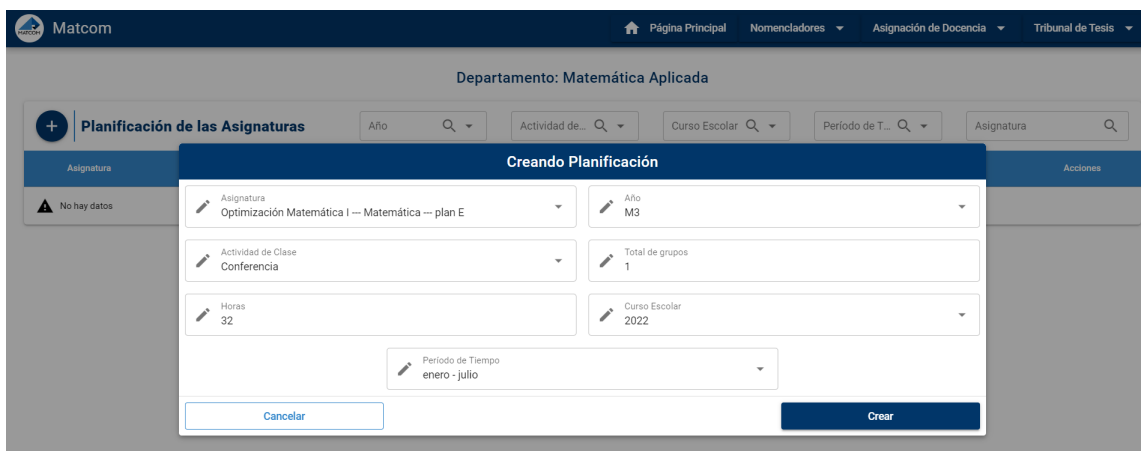 MATCOM Matcom Página Principal Nomencladores Asignación de Docencia Tribunal de Tesis
Departamento: Matemática Aplicada
+ Planificación de las Asignaturas Año Actividad de... Curso Escolar Período de T... Asignatura
Asignatura Acciones
No hay datos
Creando Planificación
Asignatura Año
Optimización Matemática I --- Matemática --- plan E M3
Actividad de Clase Total de grupos
Conferencia 1
Horas Curso Escolar
32 2022
Período de Tiempo
enero - julio
Cancelar Crear